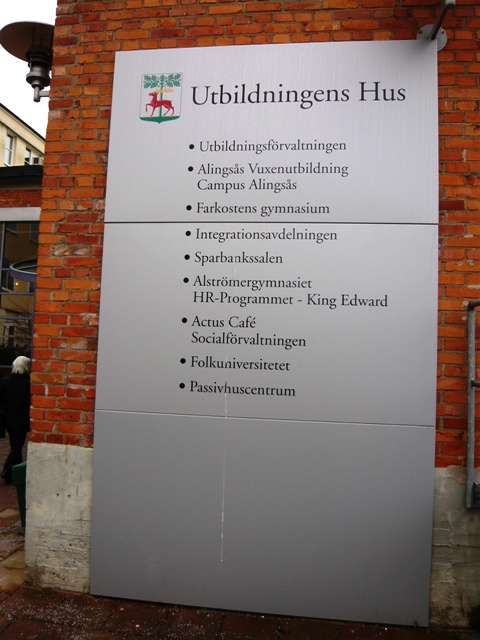 Utbildningens Hus
• Utbildningsförvaltningen
• Alingsås Vuxenutbildning
Campus Alingsås
• Farkostens gymnasium
• Integrationsavdelningen
• Sparbankssalen
• Alströmergymnasiet
HR-Programmet - King Edward
• Actus Café
Socialförvaltningen
• Folkuniversitetet
• Passivhuscentrum